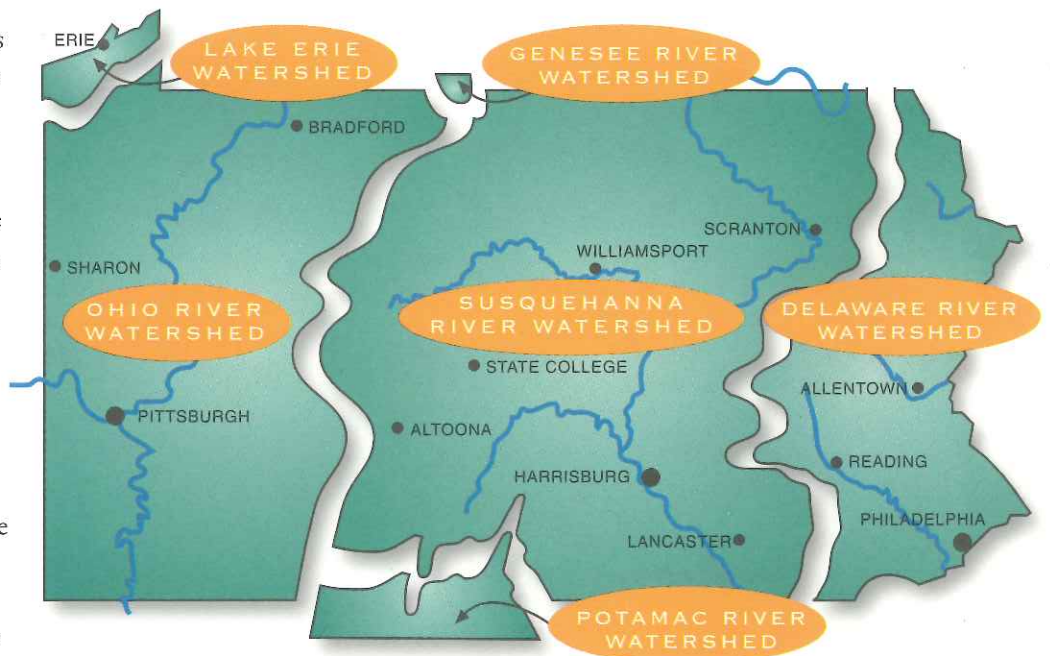 ERIE
LAKE ERIE
WATERSHED
GENESEE RIVER
WATERSHED
BRADFORD
SCRANTON
WILLIAMSPORT
SHARON
OHIO RIVER
WATERSHED
SUSQUEHANNA
RIVER WATERSHED
DELAWARE RIVER
WATERSHED
STATE COLLEGE
ALLENTOWN
PITTSBURGH
ALTOONA
READING
HARRISBURG
PHILADELPHIA
LANCASTER
POTAMAC RIVER
WATERSHED